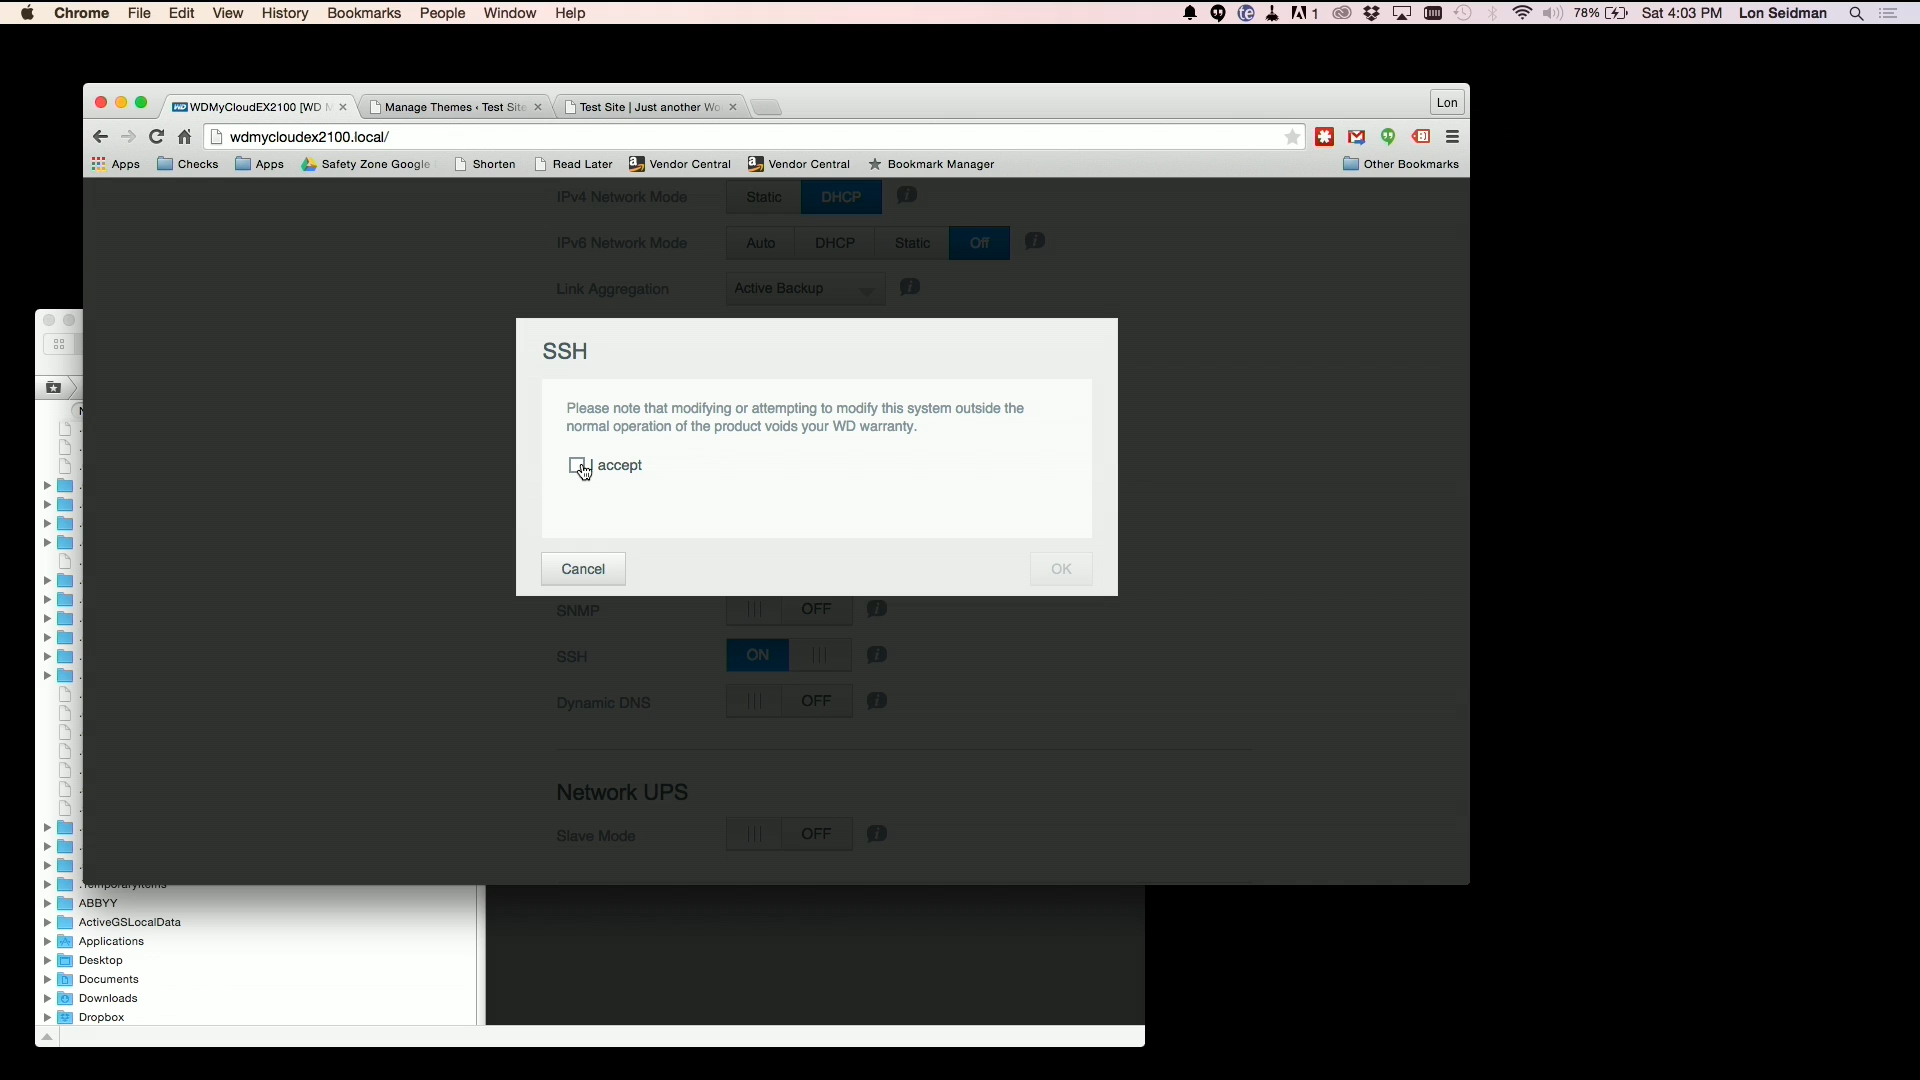 Chrome File Edit View History Bookmarks People Window Help
1 78% Sat 4:03 PM Lon Seidman
WDMyCloudEX2100 [WD Manage Themes ‹ Test Site Test Site | Just another Lon
wdmycloudex2100.local/
Apps Checks Apps Safety Zone Google Shorten Read Later Vendor Central Vendor Central Bookmark Manager Other Bookmarks
IPv4 Network Mode Static DHCP
IPv6 Network Mode Auto DHCP Static Off
Link Aggregation Active Backup
SSH
Please note that modifying or attempting to modify this system outside the
normal operation of the product voids your WD warranty.
I accept
Cancel OK
SNMP OFF
SSH ON
Dynamic DNS OFF
Network UPS
Slave Mode OFF
.TemporaryItems
ABBYY
ActiveGSLocalData
Applications
Desktop
Documents
Downloads
Dropbox